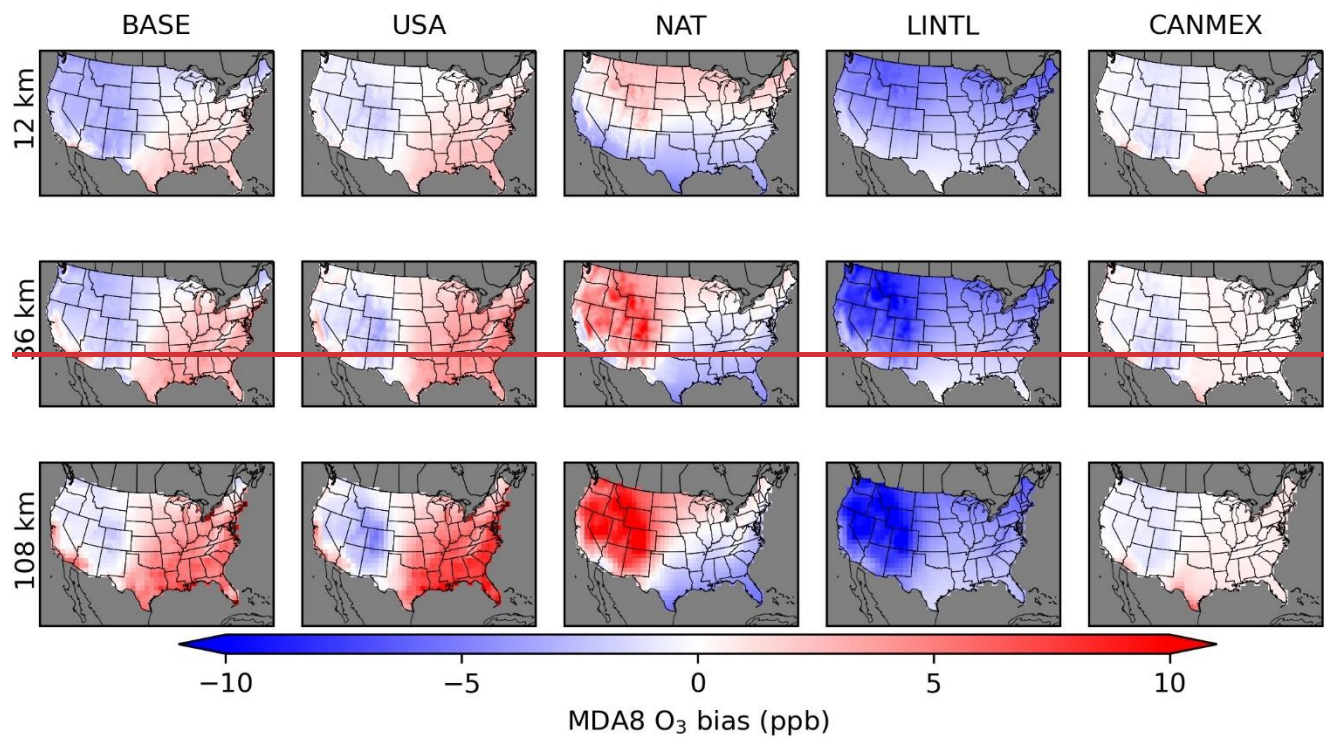 BASE USA NAT LINTL CANMEX
12 km
36 km
108 km
−10 −5 0 5 10
MDA8 O₃ bias (ppb)